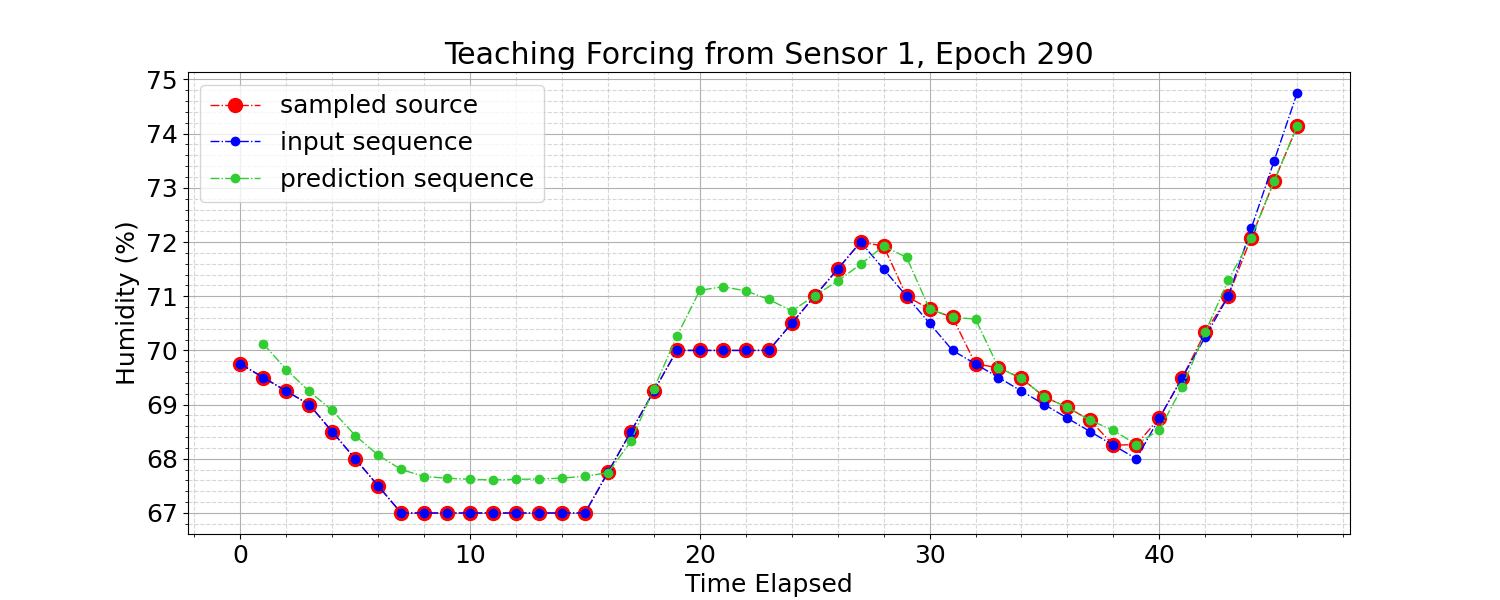 Teaching Forcing from Sensor 1, Epoch 290
75
74
73
72
71
70
69
68
67
Humidity (%)
sampled source
input sequence
prediction sequence
0 10 20 30 40
Time Elapsed